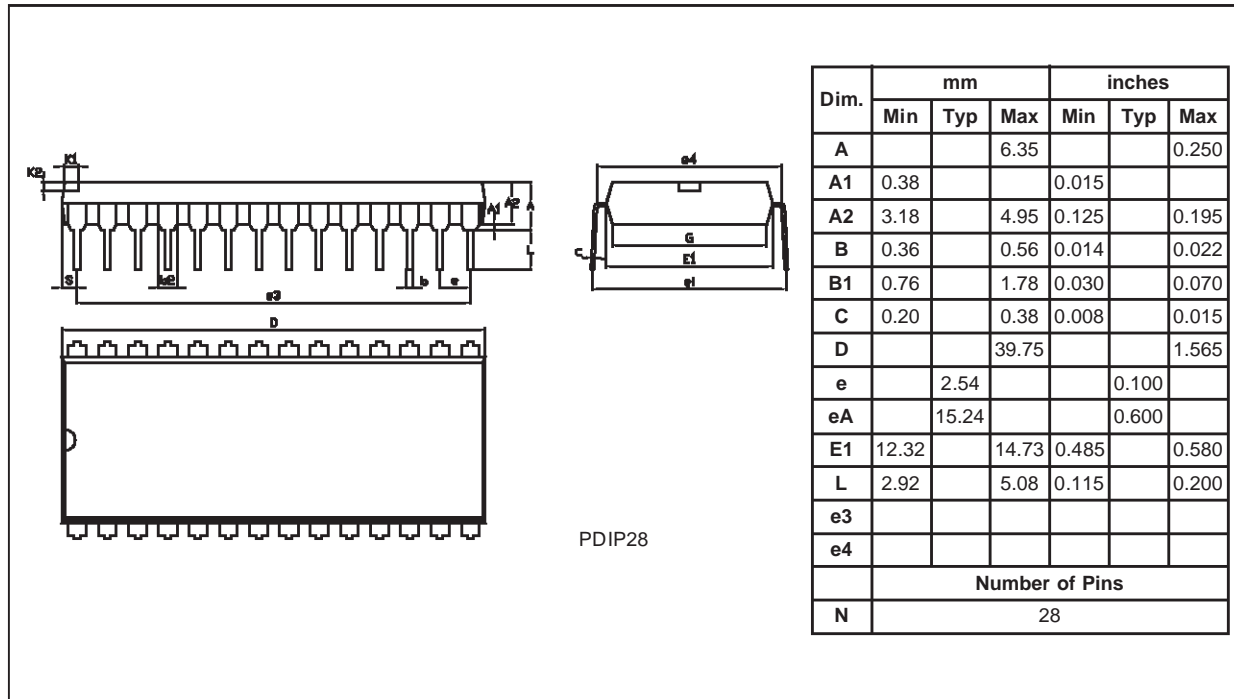 K1
K2
A1
A2
A
L
S
b2
e3
b
e
D
e4
G
C
E1
PDIP28
Dim. mm inches
Min Typ Max Min Typ Max
A 6.35 0.250
A1 0.38 0.015
A2 3.18 4.95 0.125 0.195
B 0.36 0.56 0.014 0.022
B1 0.76 1.78 0.030 0.070
C 0.20 0.38 0.008 0.015
D 39.75 1.565
e 2.54 0.100
eA 15.24 0.600
E1 12.32 14.73 0.485 0.580
L 2.92 5.08 0.115 0.200
e3
e4
Number of Pins
N 28